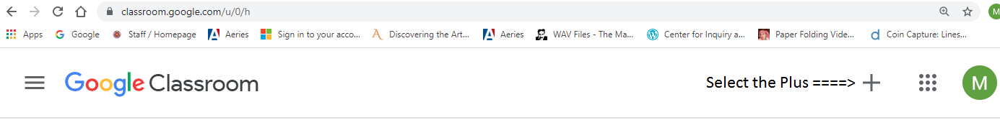 classroom.google.com/u/0/h
M
Apps Google Staff / Homepage Aeries Sign in to your acco... Discovering the Art... Aeries WAV Files - The Ma... Center for Inquiry a... Paper Folding Vide... Coin Capture: Lines...
Google Classroom Select the Plus ====> M